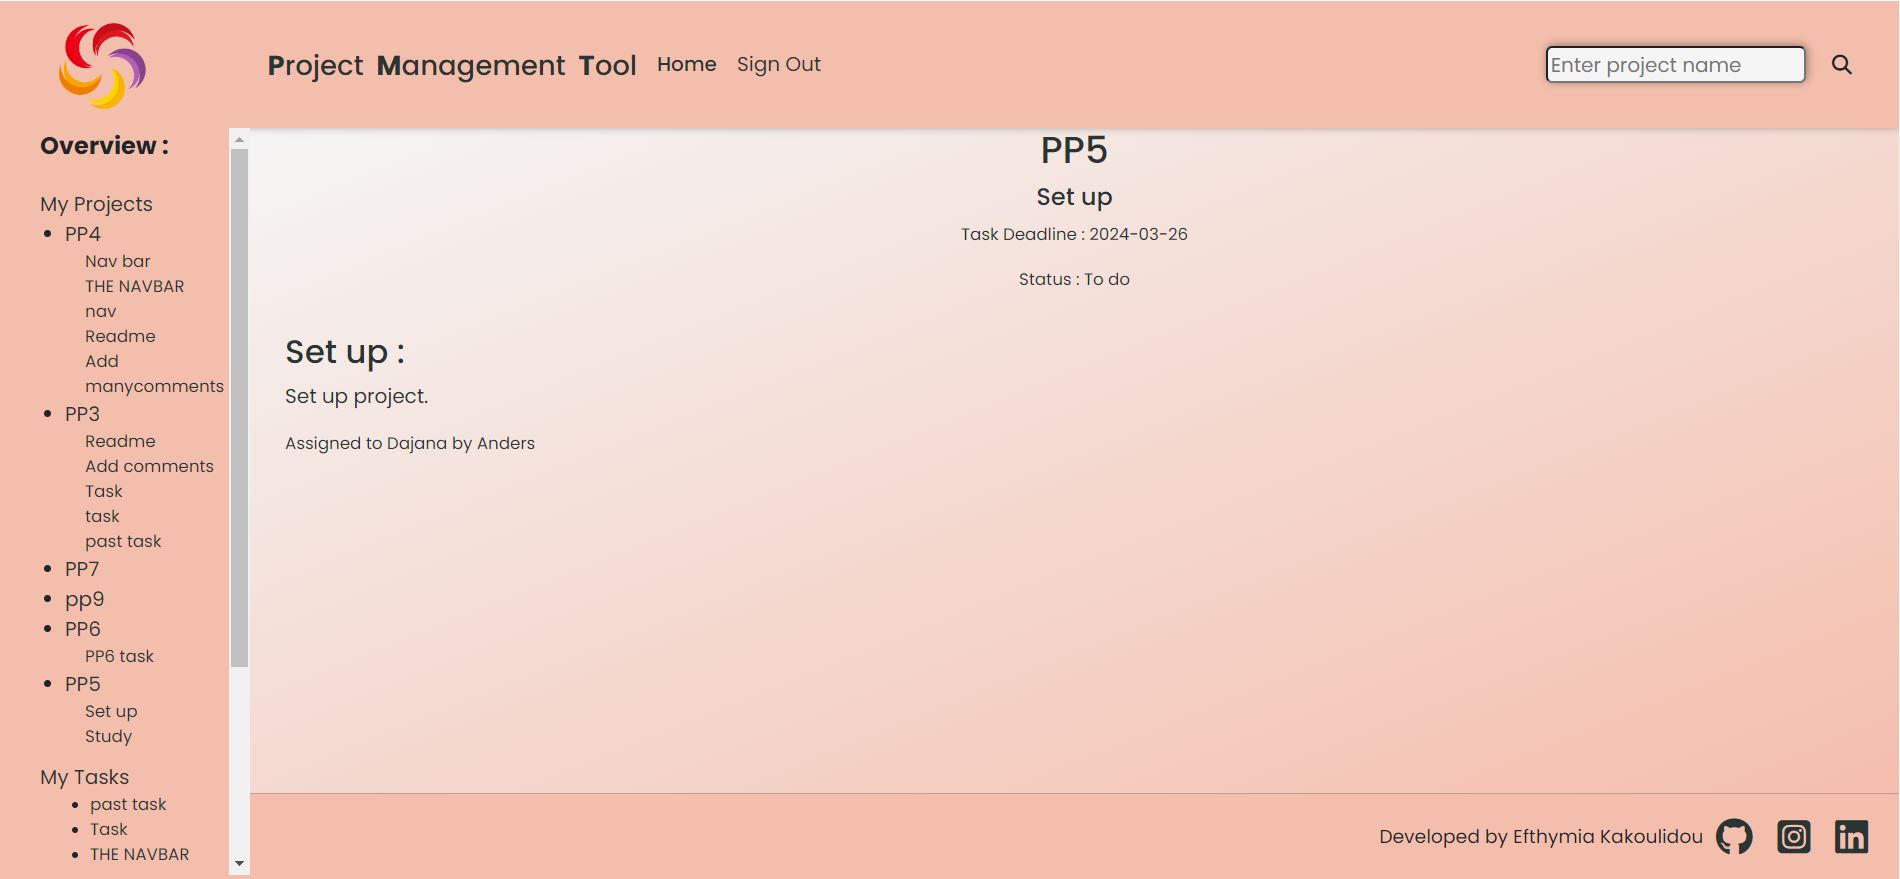 Project Management Tool Home Sign Out
Enter project name
Overview :
My Projects
PP4
Nav bar
THE NAVBAR
nav
Readme
Add
manycomments
PP3
Readme
Add comments
Task
task
past task
PP7
pp9
PP6
PP6 task
PP5
Set up
Study
My Tasks
past task
Task
THE NAVBAR
PP5
Set up
Task Deadline : 2024-03-26
Status : To do
Set up :
Set up project.
Assigned to Dajana by Anders
Developed by Efthymia Kakoulidou